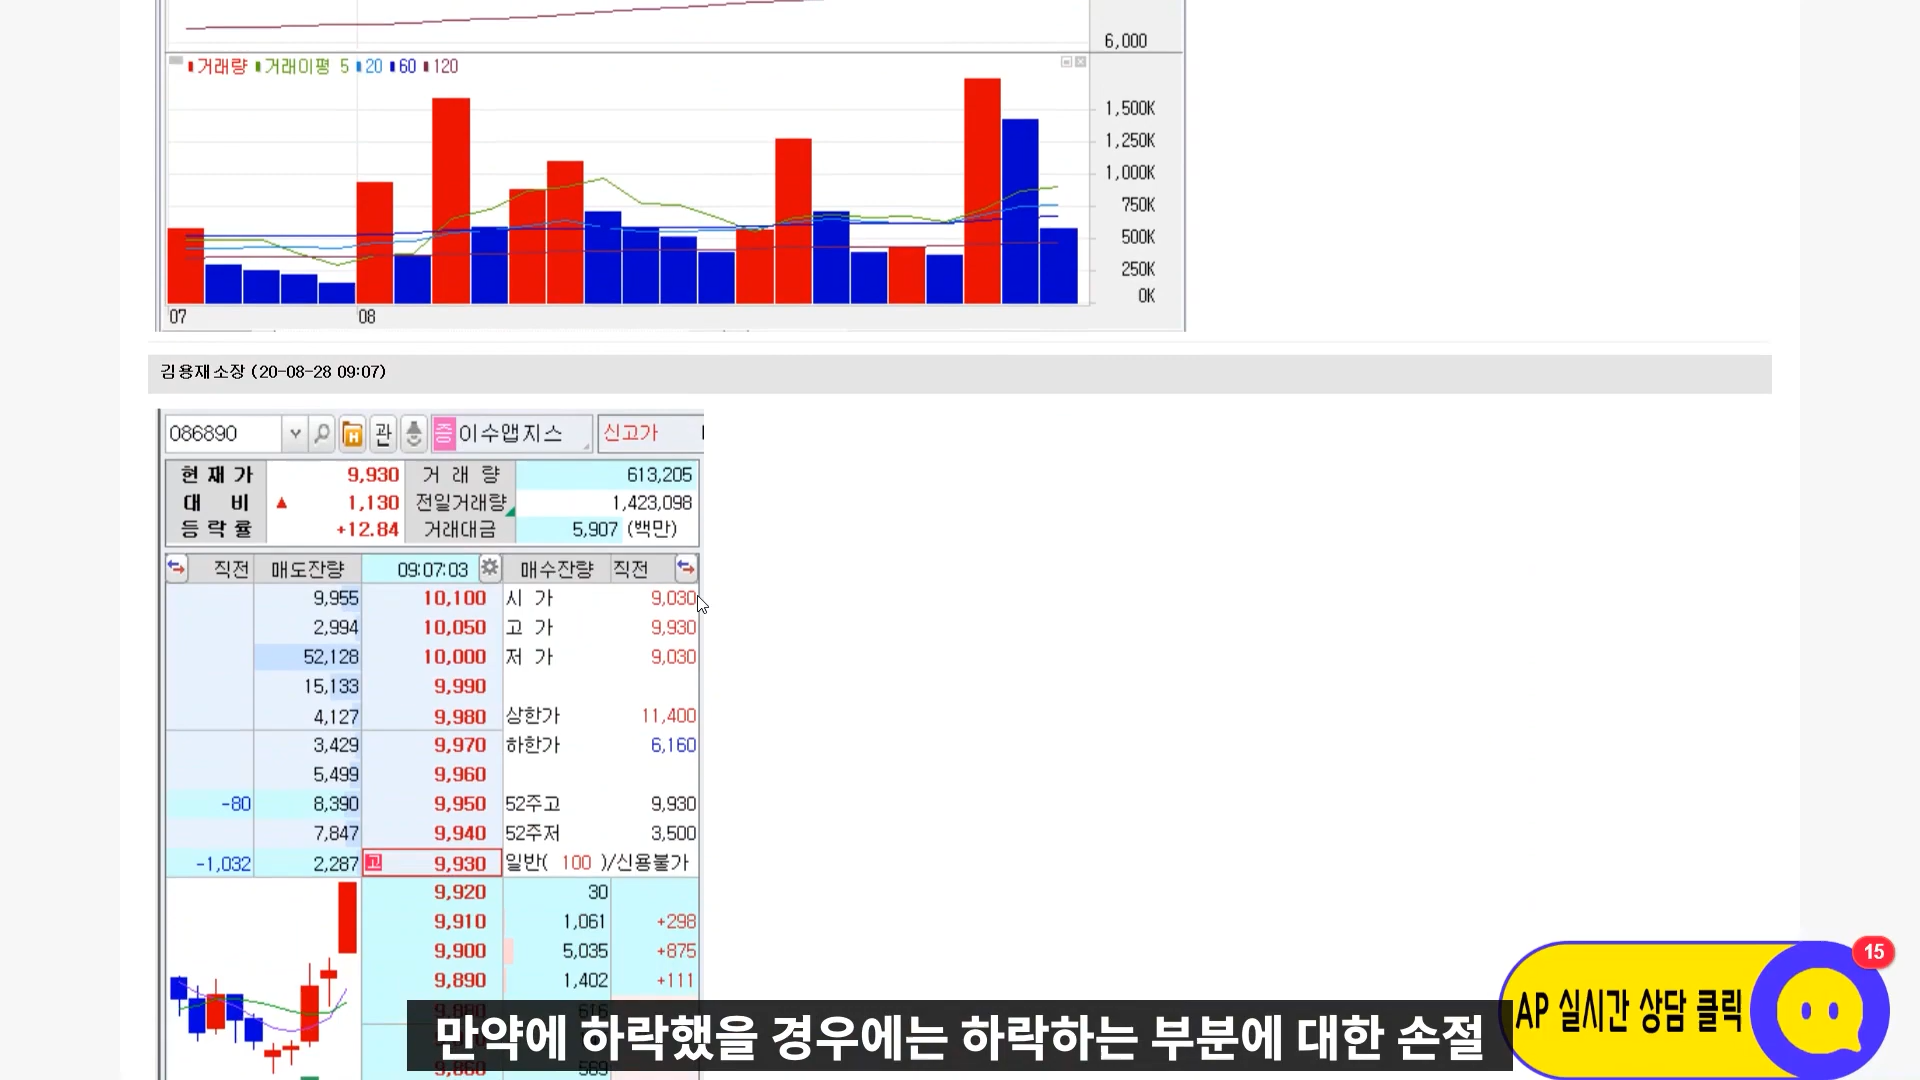 6,000
거래량 거래이평 5 20 60 120
1,500K
1,250K
1,000K
750K
500K
250K
0K
07 08
김용재소장 (20-08-28 09:07)
086890 관 증 이수앱지스 신고가
현재가 9,930 거래량 613,205
대비 ▲ 1,130 전일거래량 1,423,098
등락률 +12.84 거래대금 5,907 (백만)
직전 매도잔량 09:07:03 매수잔량 직전
9,955 10,100 시 가 9,030
2,994 10,050 고 가 9,930
52,128 10,000 저 가 9,030
15,133 9,990
4,127 9,980 상한가 11,400
3,429 9,970 하한가 6,160
5,499 9,960
-80 8,390 9,950 52주고 9,930
7,847 9,940 52주저 3,500
-1,032 2,287 고 9,930 일반( 100 )/신용불가
9,920 30
9,910 1,061 +298
9,900 5,035 +875
9,890 1,402 +111
만약에 하락했을 경우에는 하락하는 부분에 대한 손절
AP 실시간 상담 클릭
15